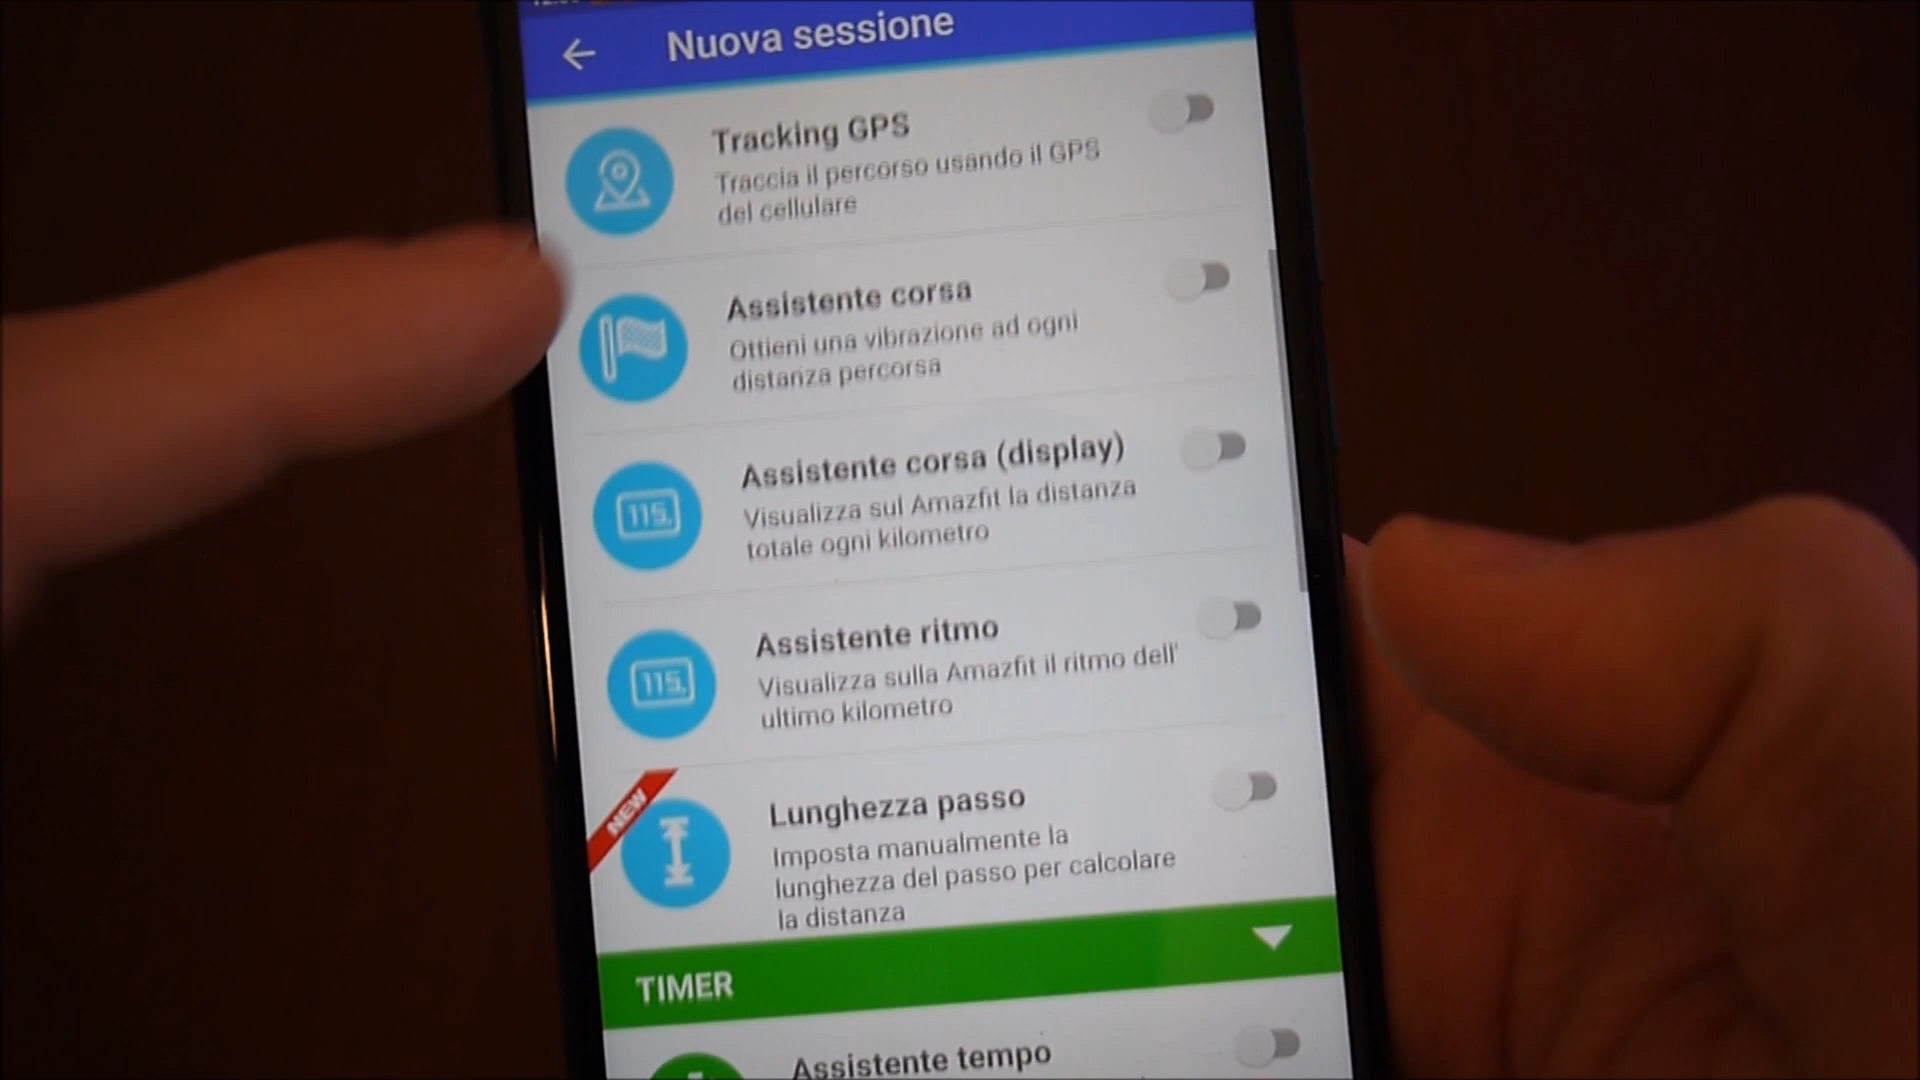 Nuova sessione
Tracking GPS
Traccia il percorso usando il GPS
del cellulare
Assistente corsa
Ottieni una vibrazione ad ogni
distanza percorsa
Assistente corsa (display)
Visualizza sul Amazfit la distanza
totale ogni kilometro
115,
Assistente ritmo
Visualizza sulla Amazfit il ritmo dell'
ultimo kilometro
115,
NEW
Lunghezza passo
Imposta manualmente la
lunghezza del passo per calcolare
la distanza
TIMER
Assistente tempo